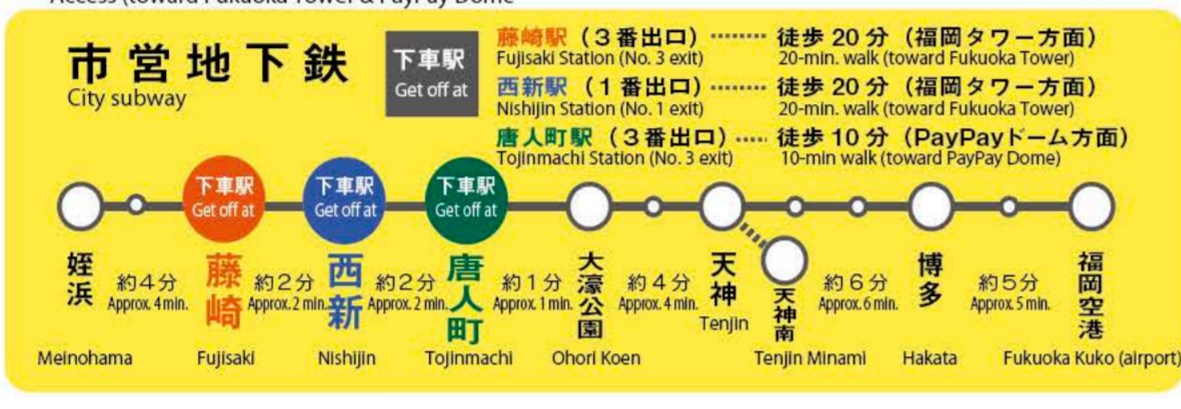 Access (toward Fukuoka Tower & PayPay Dome
市営地下鉄
City subway
下車駅
Get off at
藤崎駅（3番出口）········ 徒歩20分（福岡タワー方面）
Fujisaki Station (No. 3 exit) 20-min. walk (toward Fukuoka Tower)
西新駅（1番出口）········ 徒歩20分（福岡タワー方面）
Nishijin Station (No. 1 exit) 20-min. walk (toward Fukuoka Tower)
唐人町駅（3番出口）····· 徒歩10分（PayPayドーム方面）
Tojinmachi Station (No. 3 exit) 10-min walk (toward PayPay Dome)
下車駅
Get off at
下車駅
Get off at
下車駅
Get off at
姪浜
約4分
Approx. 4 min.
藤崎
約2分
Approx. 2 min.
西新
約2分
Approx. 2 min.
唐人町
約1分
Approx. 1 min.
大濠公園
約4分
Approx. 4 min.
天神
Tenjin
天神南
約6分
Approx. 6 min.
博多
約5分
Approx. 5 min.
福岡空港
Meinohama Fujisaki Nishijin Tojinmachi Ohori Koen Tenjin Minami Hakata Fukuoka Kuko (airport)